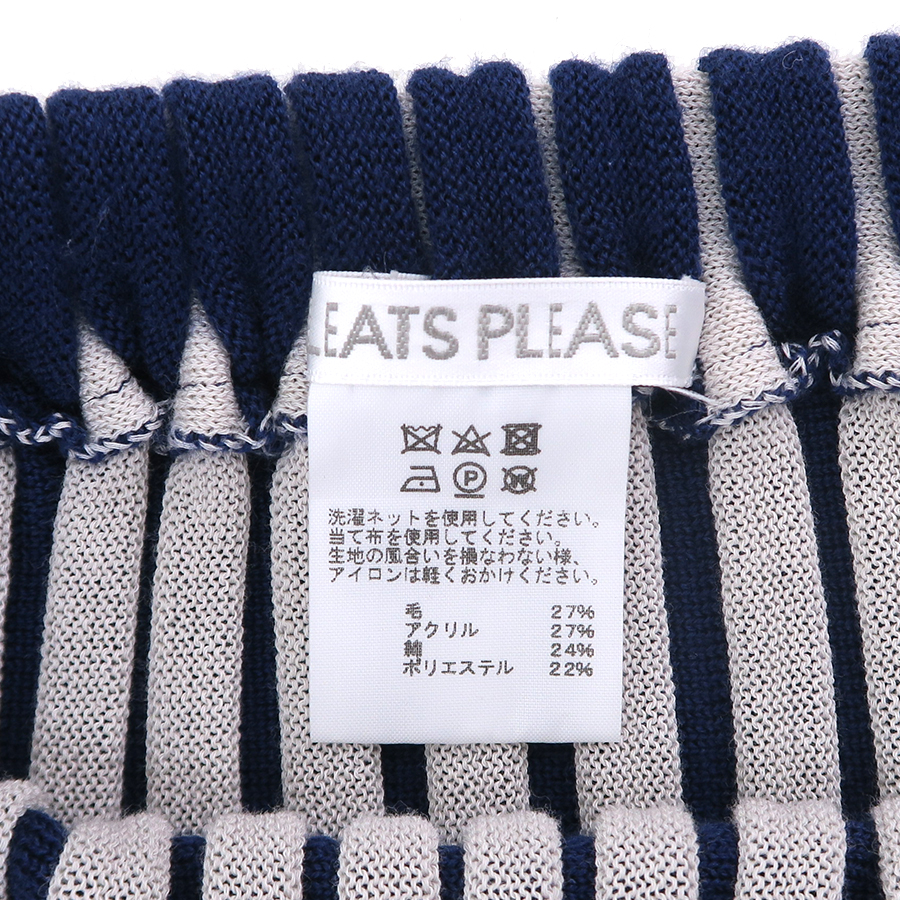 LEATS PLEASE
P W
洗濯ネットを使用してください。
当て布を使用してください。
生地の風合いを損なわない様、
アイロンは軽くおかけください。
毛 27%
アクリル 27%
綿 24%
ポリエステル 22%